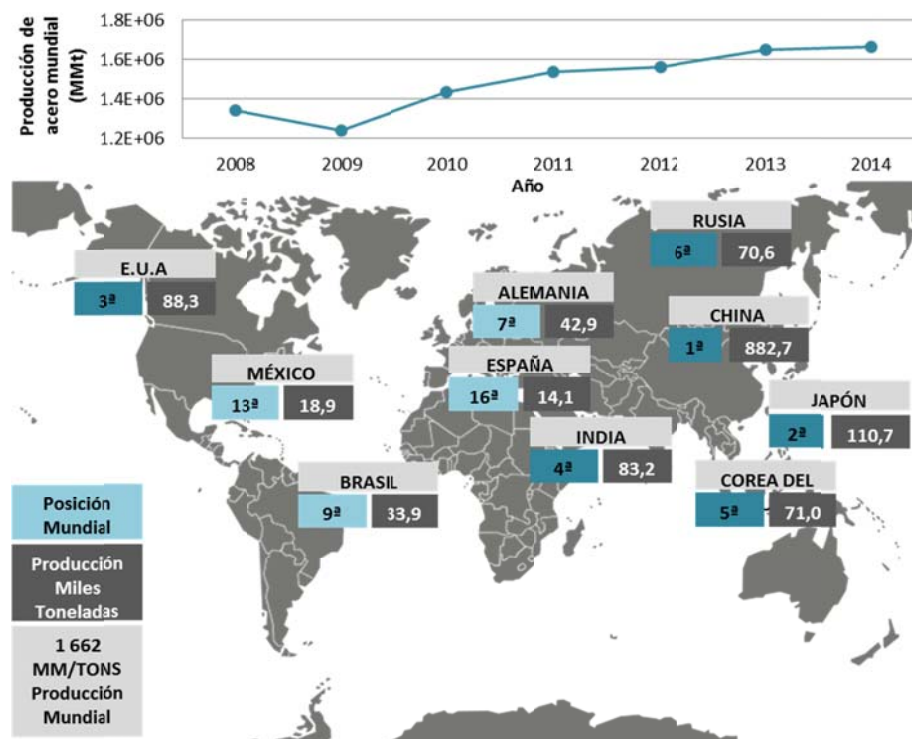 Producción de
acero mundial
(MMt)
1.8E+06
1.6E+06
1.4E+06
1.2E+06
2008 2009 2010 2011 2012 2013 2014
Año
RUSIA
6ª 70,6
E.U.A
3ª 88,3
ALEMANIA
7ª 42,9
CHINA
1ª 882,7
MÉXICO
13ª 18,9
ESPAÑA
16ª 14,1
JAPÓN
2ª 110,7
INDIA
4ª 83,2
BRASIL
9ª 33,9
COREA DEL
5ª 71,0
Posición
Mundial
Producción
Miles
Toneladas
1 662
MM/TONS
Producción
Mundial